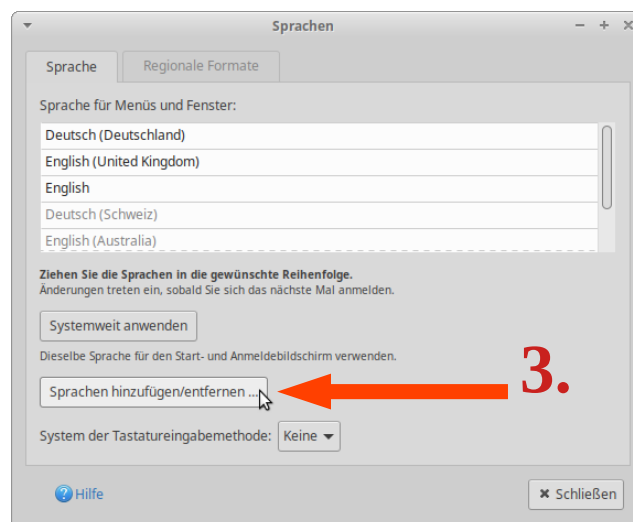 Sprachen
Sprache
Regionale Formate
Sprache für Menüs und Fenster:
Deutsch (Deutschland)
English (United Kingdom)
English
Deutsch (Schweiz)
English (Australia)
Ziehen Sie die Sprachen in die gewünschte Reihenfolge.
Änderungen treten ein, sobald Sie sich das nächste Mal anmelden.
Systemweit anwenden
Dieselbe Sprache für den Start- und Anmeldebildschirm verwenden.
Sprachen hinzufügen/entfernen ...
3.
System der Tastatureingabemethode: Keine
Hilfe
Schließen